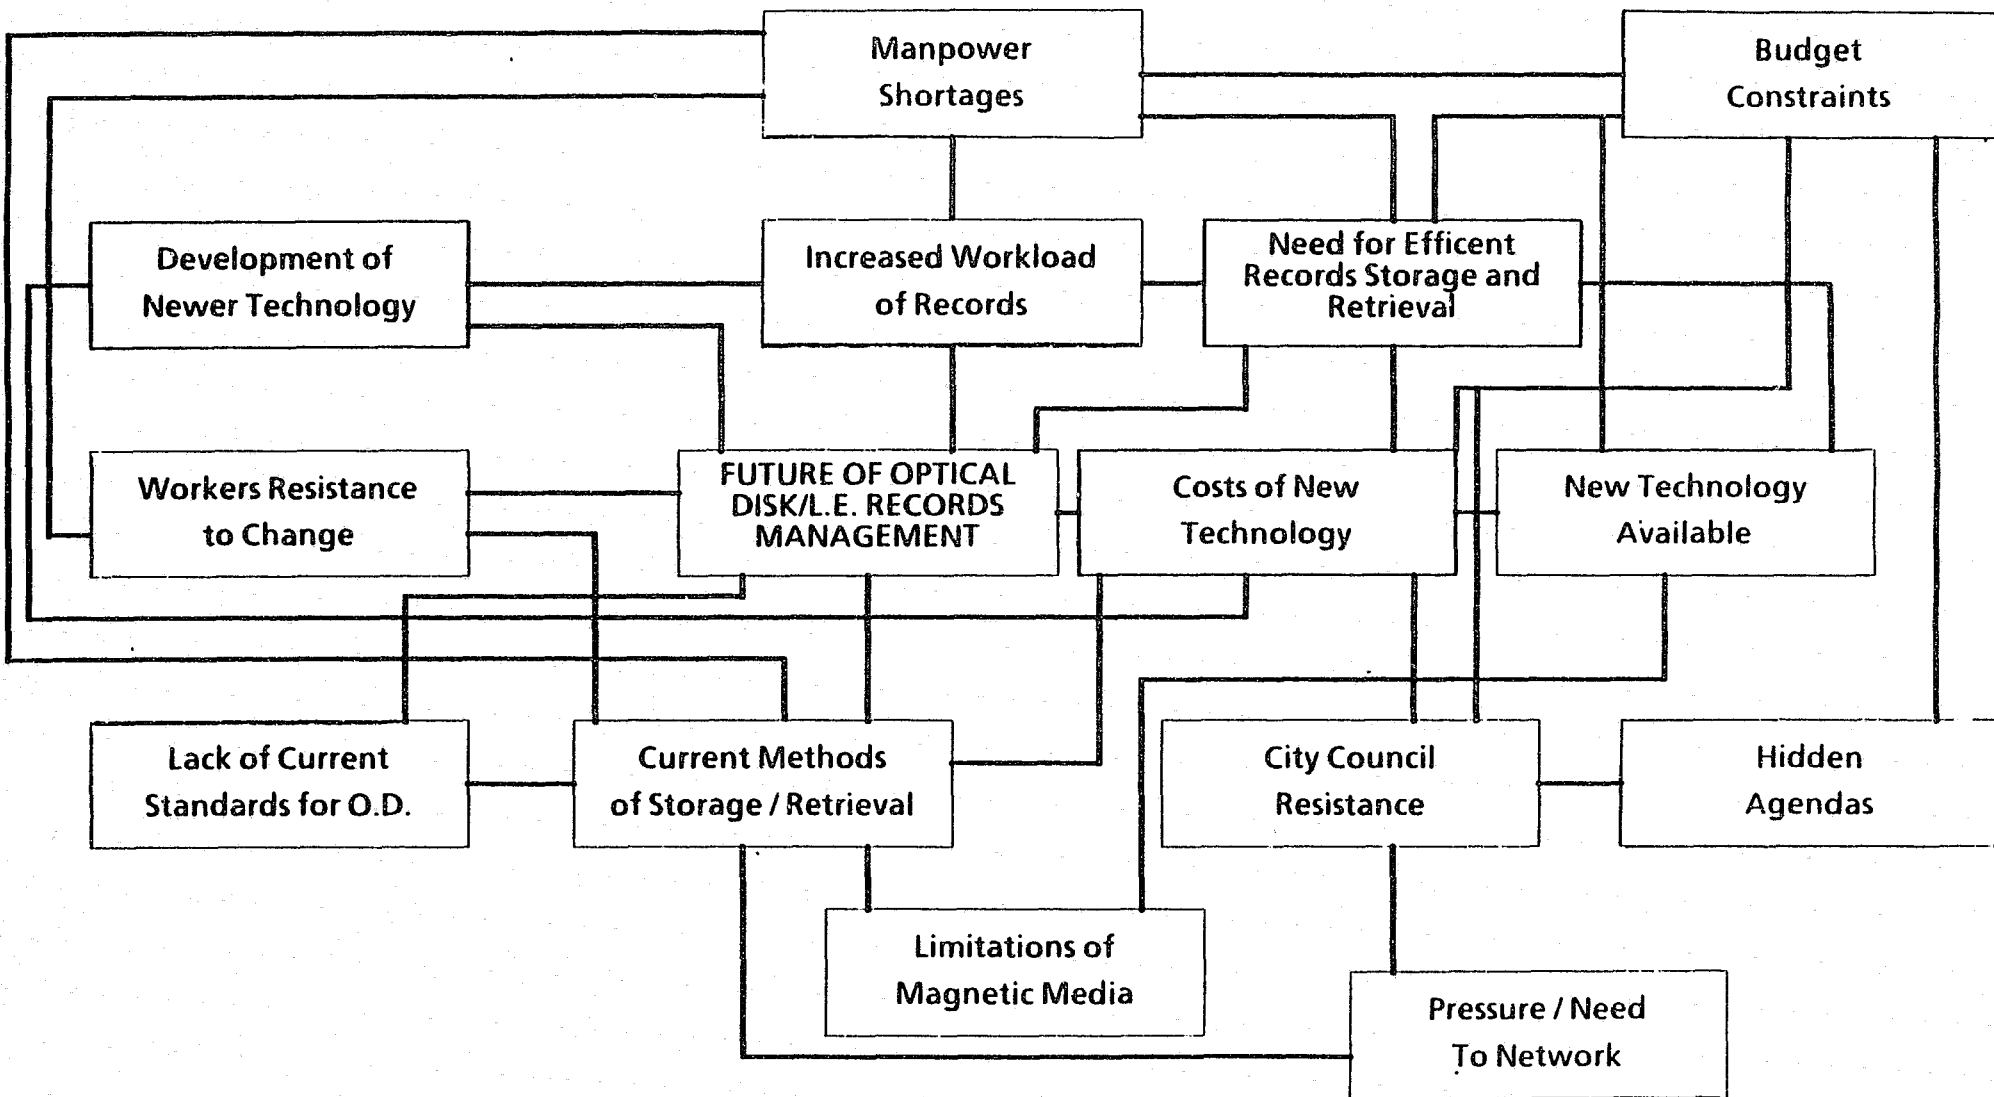 Manpower
Shortages
Budget
Constraints
Development of
Newer Technology
Increased Workload
of Records
Need for Efficent
Records Storage and
Retrieval
Workers Resistance
to Change
FUTURE OF OPTICAL
DISK/L.E. RECORDS
MANAGEMENT
Costs of New
Technology
New Technology
Available
Lack of Current
Standards for O.D.
Current Methods
of Storage / Retrieval
City Council
Resistance
Hidden
Agendas
Limitations of
Magnetic Media
Pressure / Need
To Network